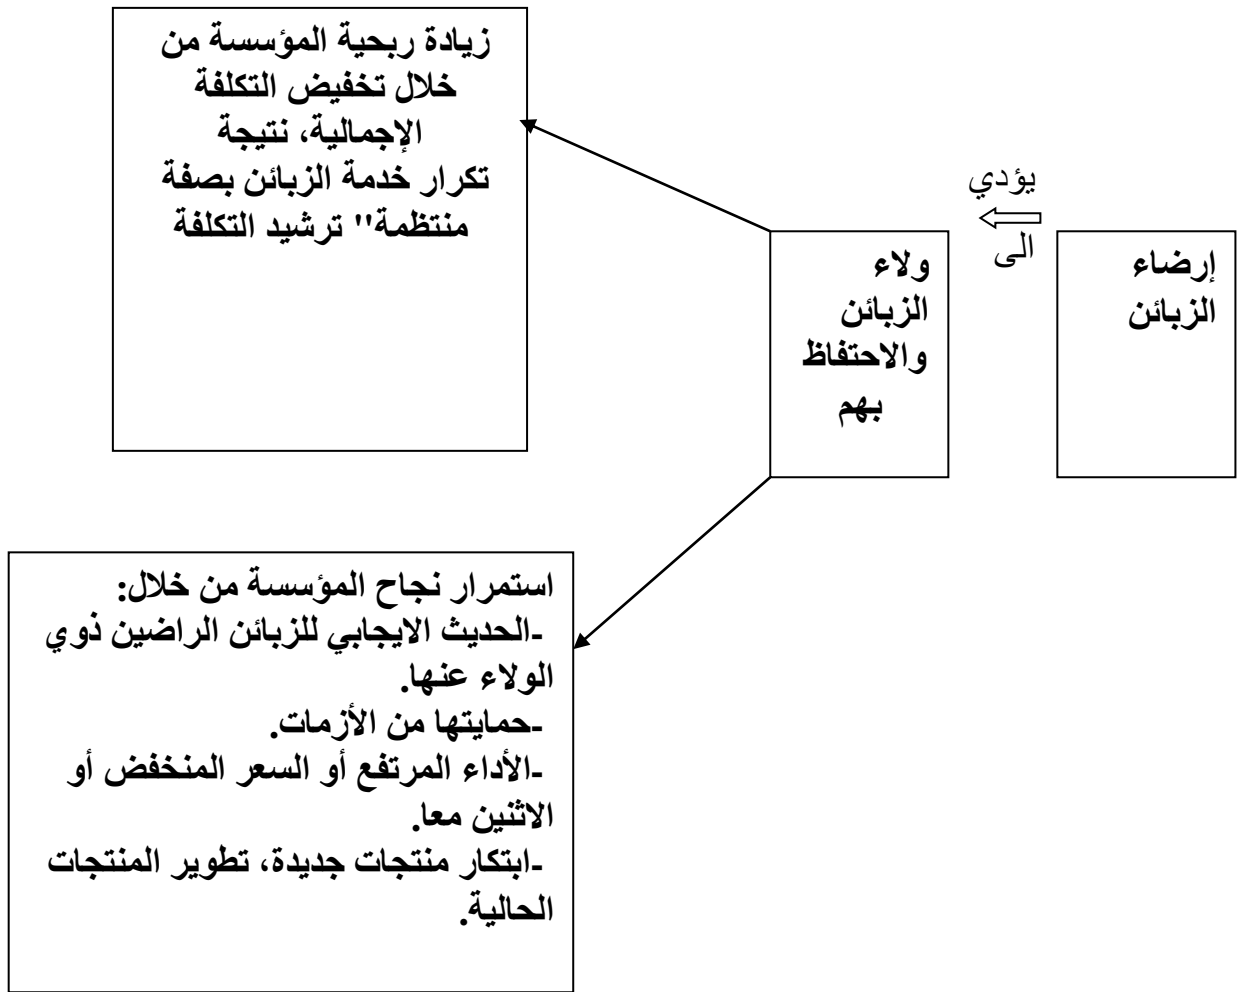 إرضاء
الزبائن
يؤدي
الى
ولاء
الزبائن
والاحتفاظ
بهم
زيادة ربحية المؤسسة من
خلال تخفيض التكلفة
الإجمالية، نتيجة
تكرار خدمة الزبائن بصفة
منتظمة" ترشيد التكلفة
استمرار نجاح المؤسسة من خلال:
-الحديث الايجابي للزبائن الراضين ذوي
الولاء عنها.
-حمايتها من الأزمات.
-الأداء المرتفع أو السعر المنخفض أو
الاثنين معا.
-ابتكار منتجات جديدة، تطوير المنتجات
الحالية.